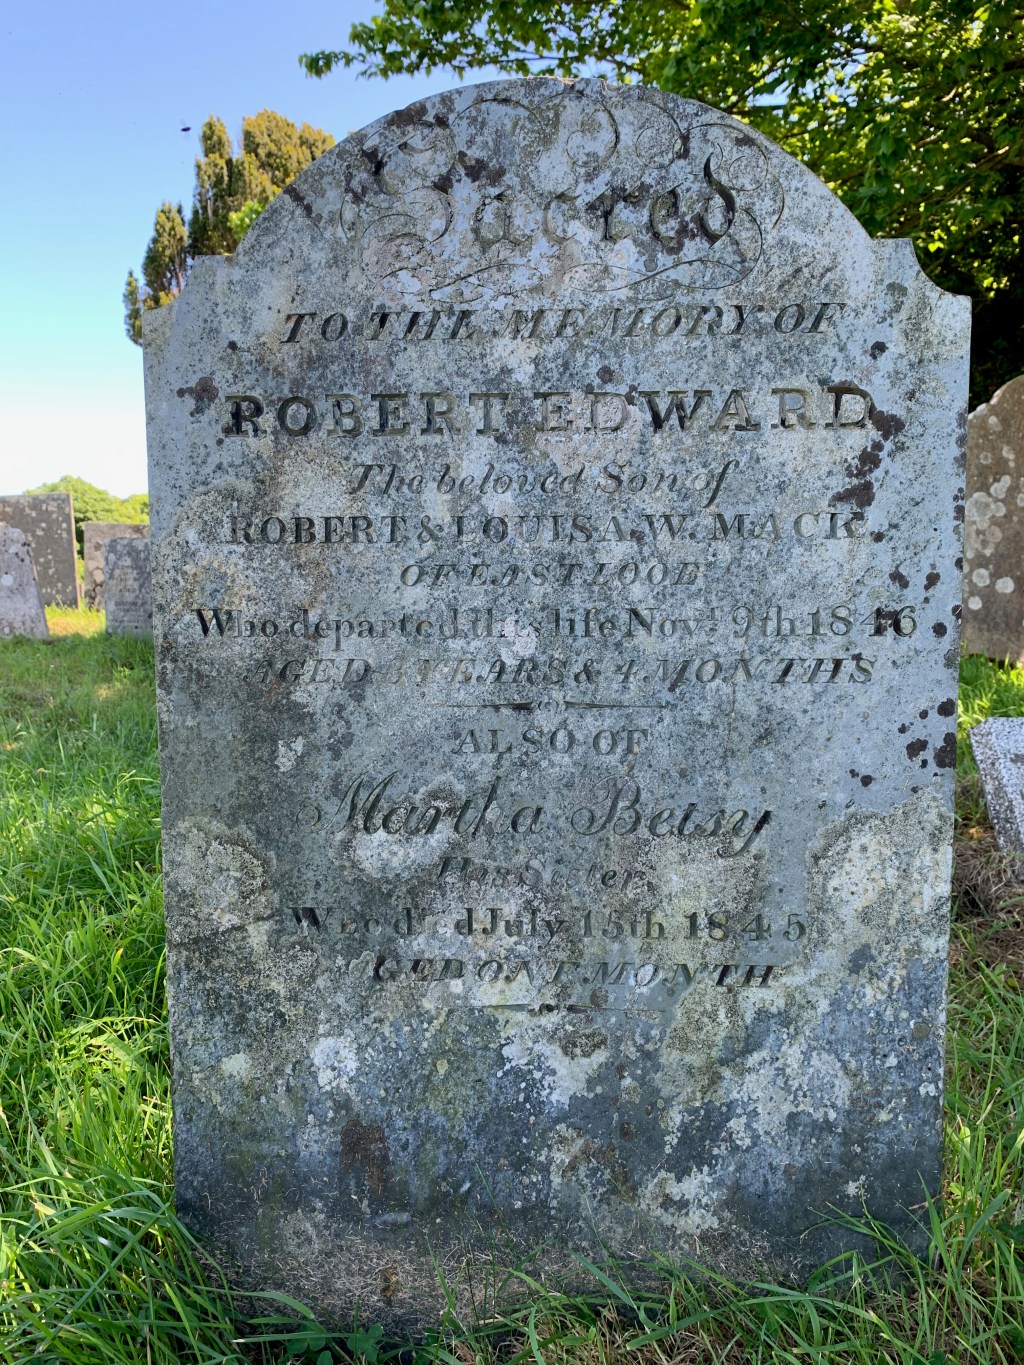 Sacred
TO THE MEMORY OF
ROBERT EDWARD
The beloved Son of
ROBERT & LOUISA.W. MACK
OF EAST LOOE
Who departed this life Novr. 9th 1846
AGED 3 YEARS & 4 MONTHS
ALSO OF
Martha Betsy
His Sister
Who died July 15th 1845
AGED ONE MONTH